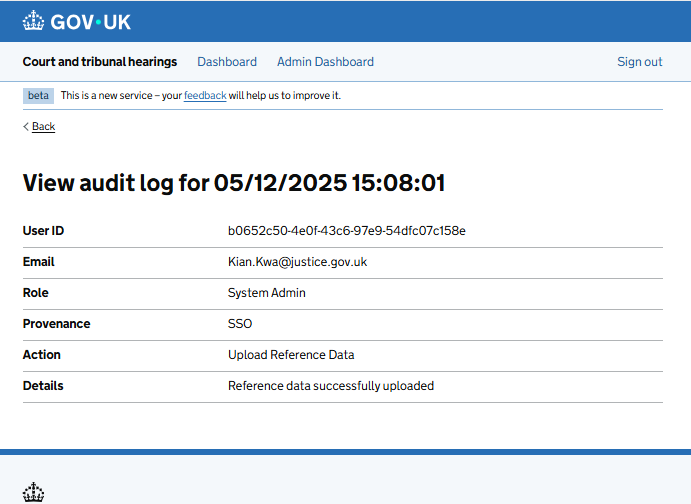 GOV·UK
Court and tribunal hearings Dashboard Admin Dashboard Sign out
beta This is a new service – your feedback will help us to improve it.
Back
View audit log for 05/12/2025 15:08:01
User ID b0652c50-4e0f-43c6-97e9-54dfc07c158e
Email Kian.Kwa@justice.gov.uk
Role System Admin
Provenance SSO
Action Upload Reference Data
Details Reference data successfully uploaded